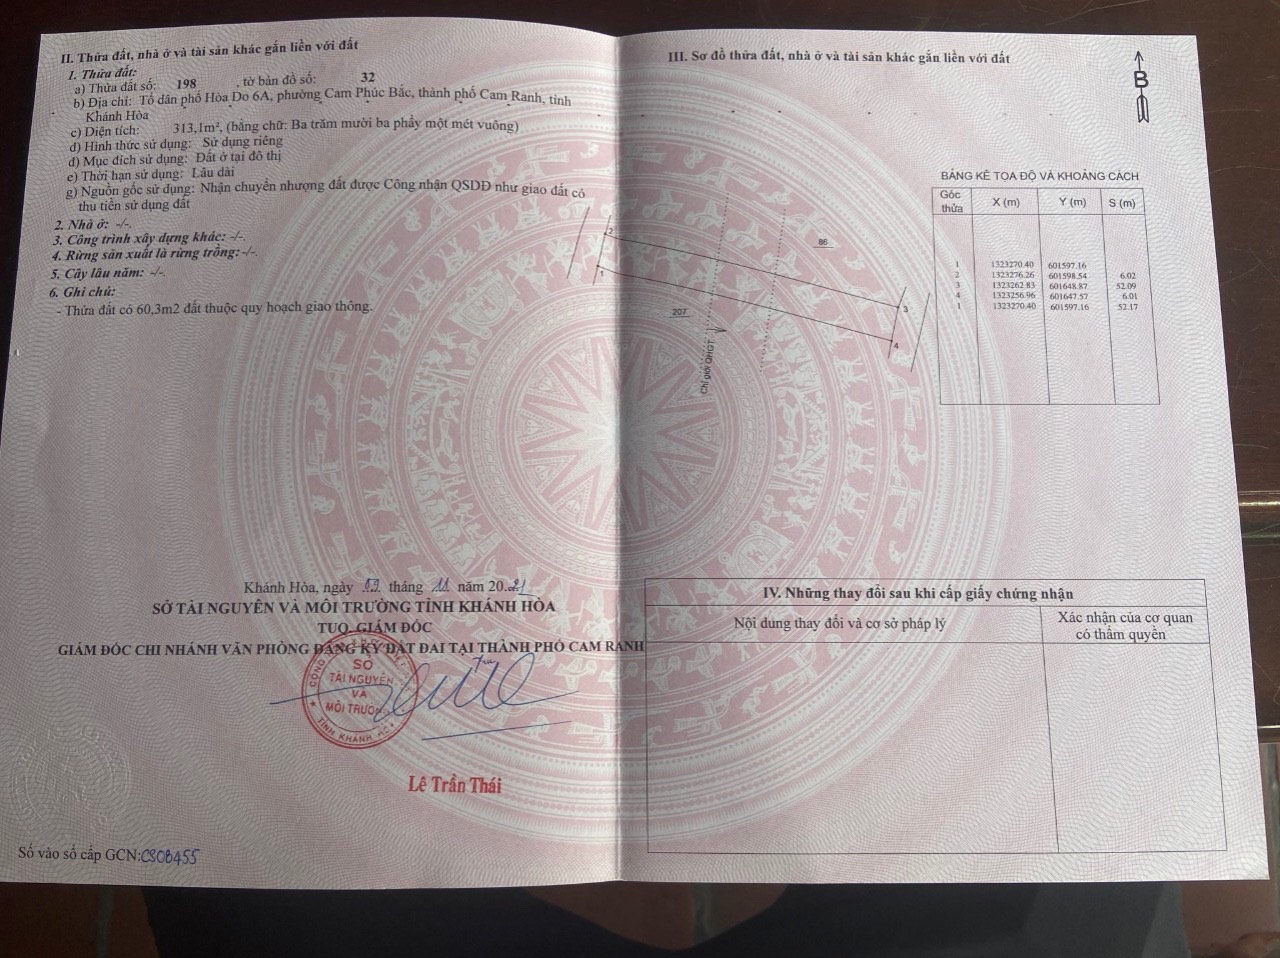 II. Thửa đất, nhà ở và tài sản khác gắn liền với đất
1. Thửa đất:
a) Thửa đất số: 198 , tờ bản đồ số: 32
b) Địa chỉ: Tổ dân phố Hòa Do 6A, phường Cam Phúc Bắc, thành phố Cam Ranh, tỉnh
Khánh Hòa
c) Diện tích: 313,1m², (bằng chữ: Ba trăm mười ba phẩy một mét vuông)
d) Hình thức sử dụng: Sử dụng riêng
đ) Mục đích sử dụng: Đất ở tại đô thị
e) Thời hạn sử dụng: Lâu dài
g) Nguồn gốc sử dụng: Nhận chuyển nhượng đất được Công nhận QSDĐ như giao đất có
thu tiền sử dụng đất
2. Nhà ở: -/-.
3. Công trình xây dựng khác: -/-.
4. Rừng sản xuất là rừng trồng: -/-.
5. Cây lâu năm: -/-.
6. Ghi chú:
- Thửa đất có 60,3m2 đất thuộc quy hoạch giao thông.
Khánh Hòa, ngày 09 tháng 11 năm 2021
SỞ TÀI NGUYÊN VÀ MÔI TRƯỜNG TỈNH KHÁNH HÒA
TUQ. GIÁM ĐỐC
GIÁM ĐỐC CHI NHÁNH VĂN PHÒNG ĐĂNG KÝ ĐẤT ĐAI TẠI THÀNH PHỐ CAM RANH
SỞ
TÀI NGUYÊN
VÀ
MÔI TRƯỜNG
TỈNH KHÁNH HÒA
Lê Trần Thái
Số vào sổ cấp GCN: CS08455
III. Sơ đồ thửa đất, nhà ở và tài sản khác gắn liền với đất
B
2
86
1
207
3
4
Chỉ giới QHGT
BẢNG KÊ TỌA ĐỘ VÀ KHOẢNG CÁCH
Góc thửa X (m) Y (m) S (m)
1 1323270.40 601597.16
2 1323276.26 601598.54 6.02
3 1323262.83 601648.87 52.09
4 1323256.96 601647.57 6.01
1 1323270.40 601597.16 52.17
IV. Những thay đổi sau khi cấp giấy chứng nhận
Nội dung thay đổi và cơ sở pháp lý
Xác nhận của cơ quan
có thẩm quyền